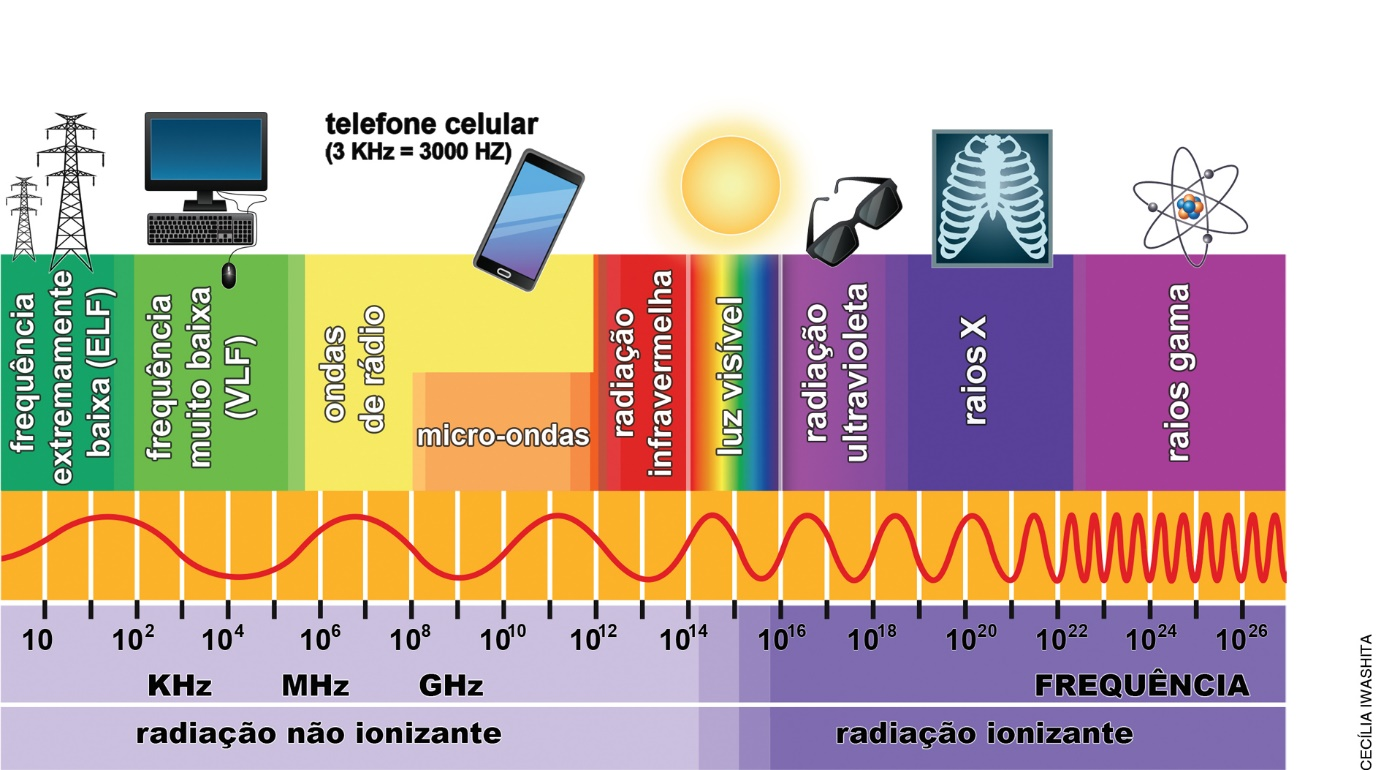 telefone celular
(3 KHz = 3000 HZ)
frequência
extremamente
baixa (ELF)
frequência
muito baixa
(VLF)
ondas
de rádio
micro-ondas
radiação
infravermelha
luz visível
radiação
ultravioleta
raios X
raios gama
10 10² 10⁴ 10⁶ 10⁸ 10¹⁰ 10¹² 10¹⁴ 10¹⁶ 10¹⁸ 10²⁰ 10²² 10²⁴ 10²⁶
KHz MHz GHz FREQUÊNCIA
radiação não ionizante radiação ionizante
CECÍLIA IWASHITA